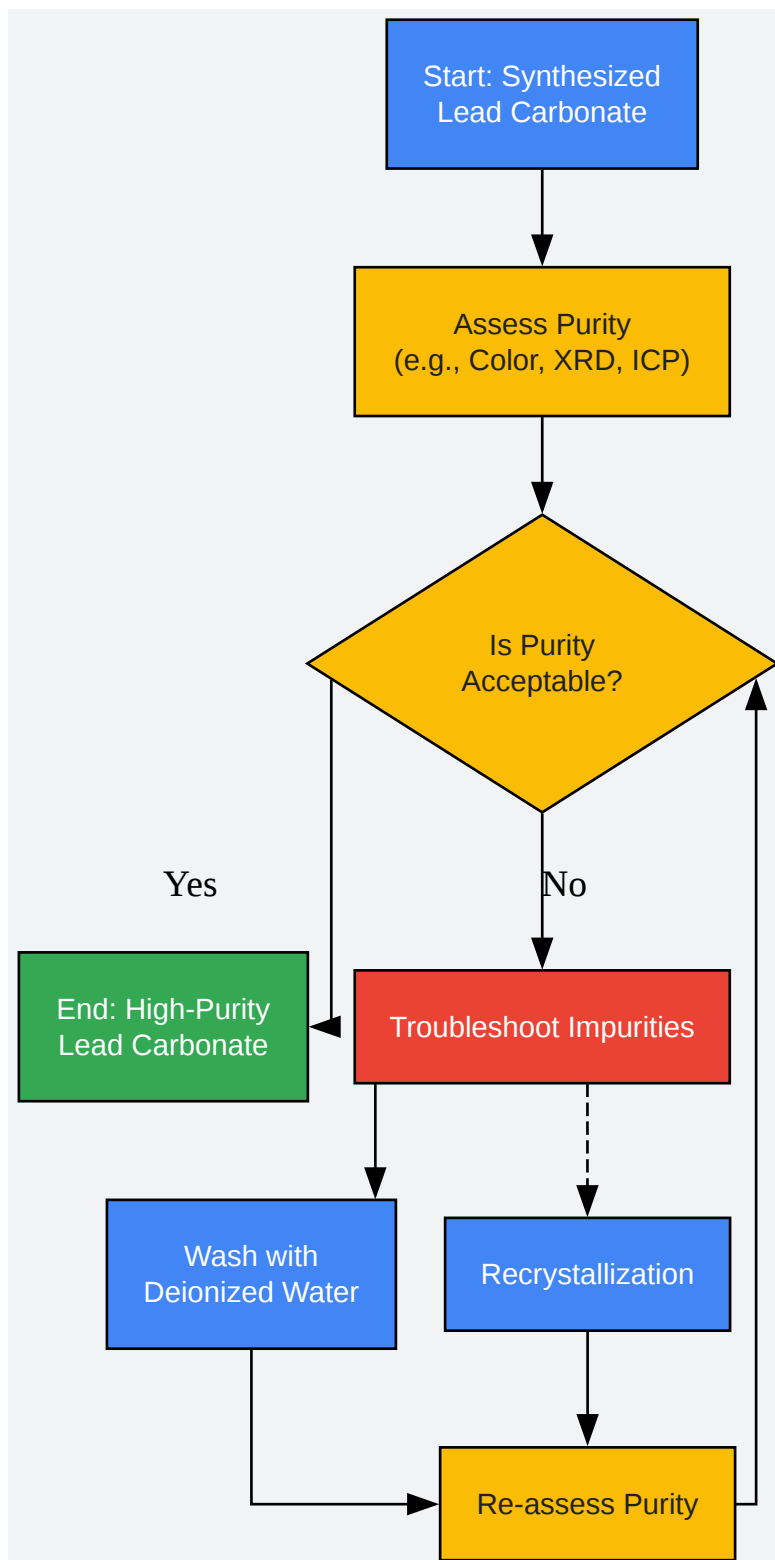 Start: Synthesized
Lead Carbonate
Assess Purity
(e.g., Color, XRD, ICP)
Is Purity
Acceptable?
Yes
No
End: High-Purity
Lead Carbonate
Troubleshoot Impurities
Wash with
Deionized Water
Recrystallization
Re-assess Purity